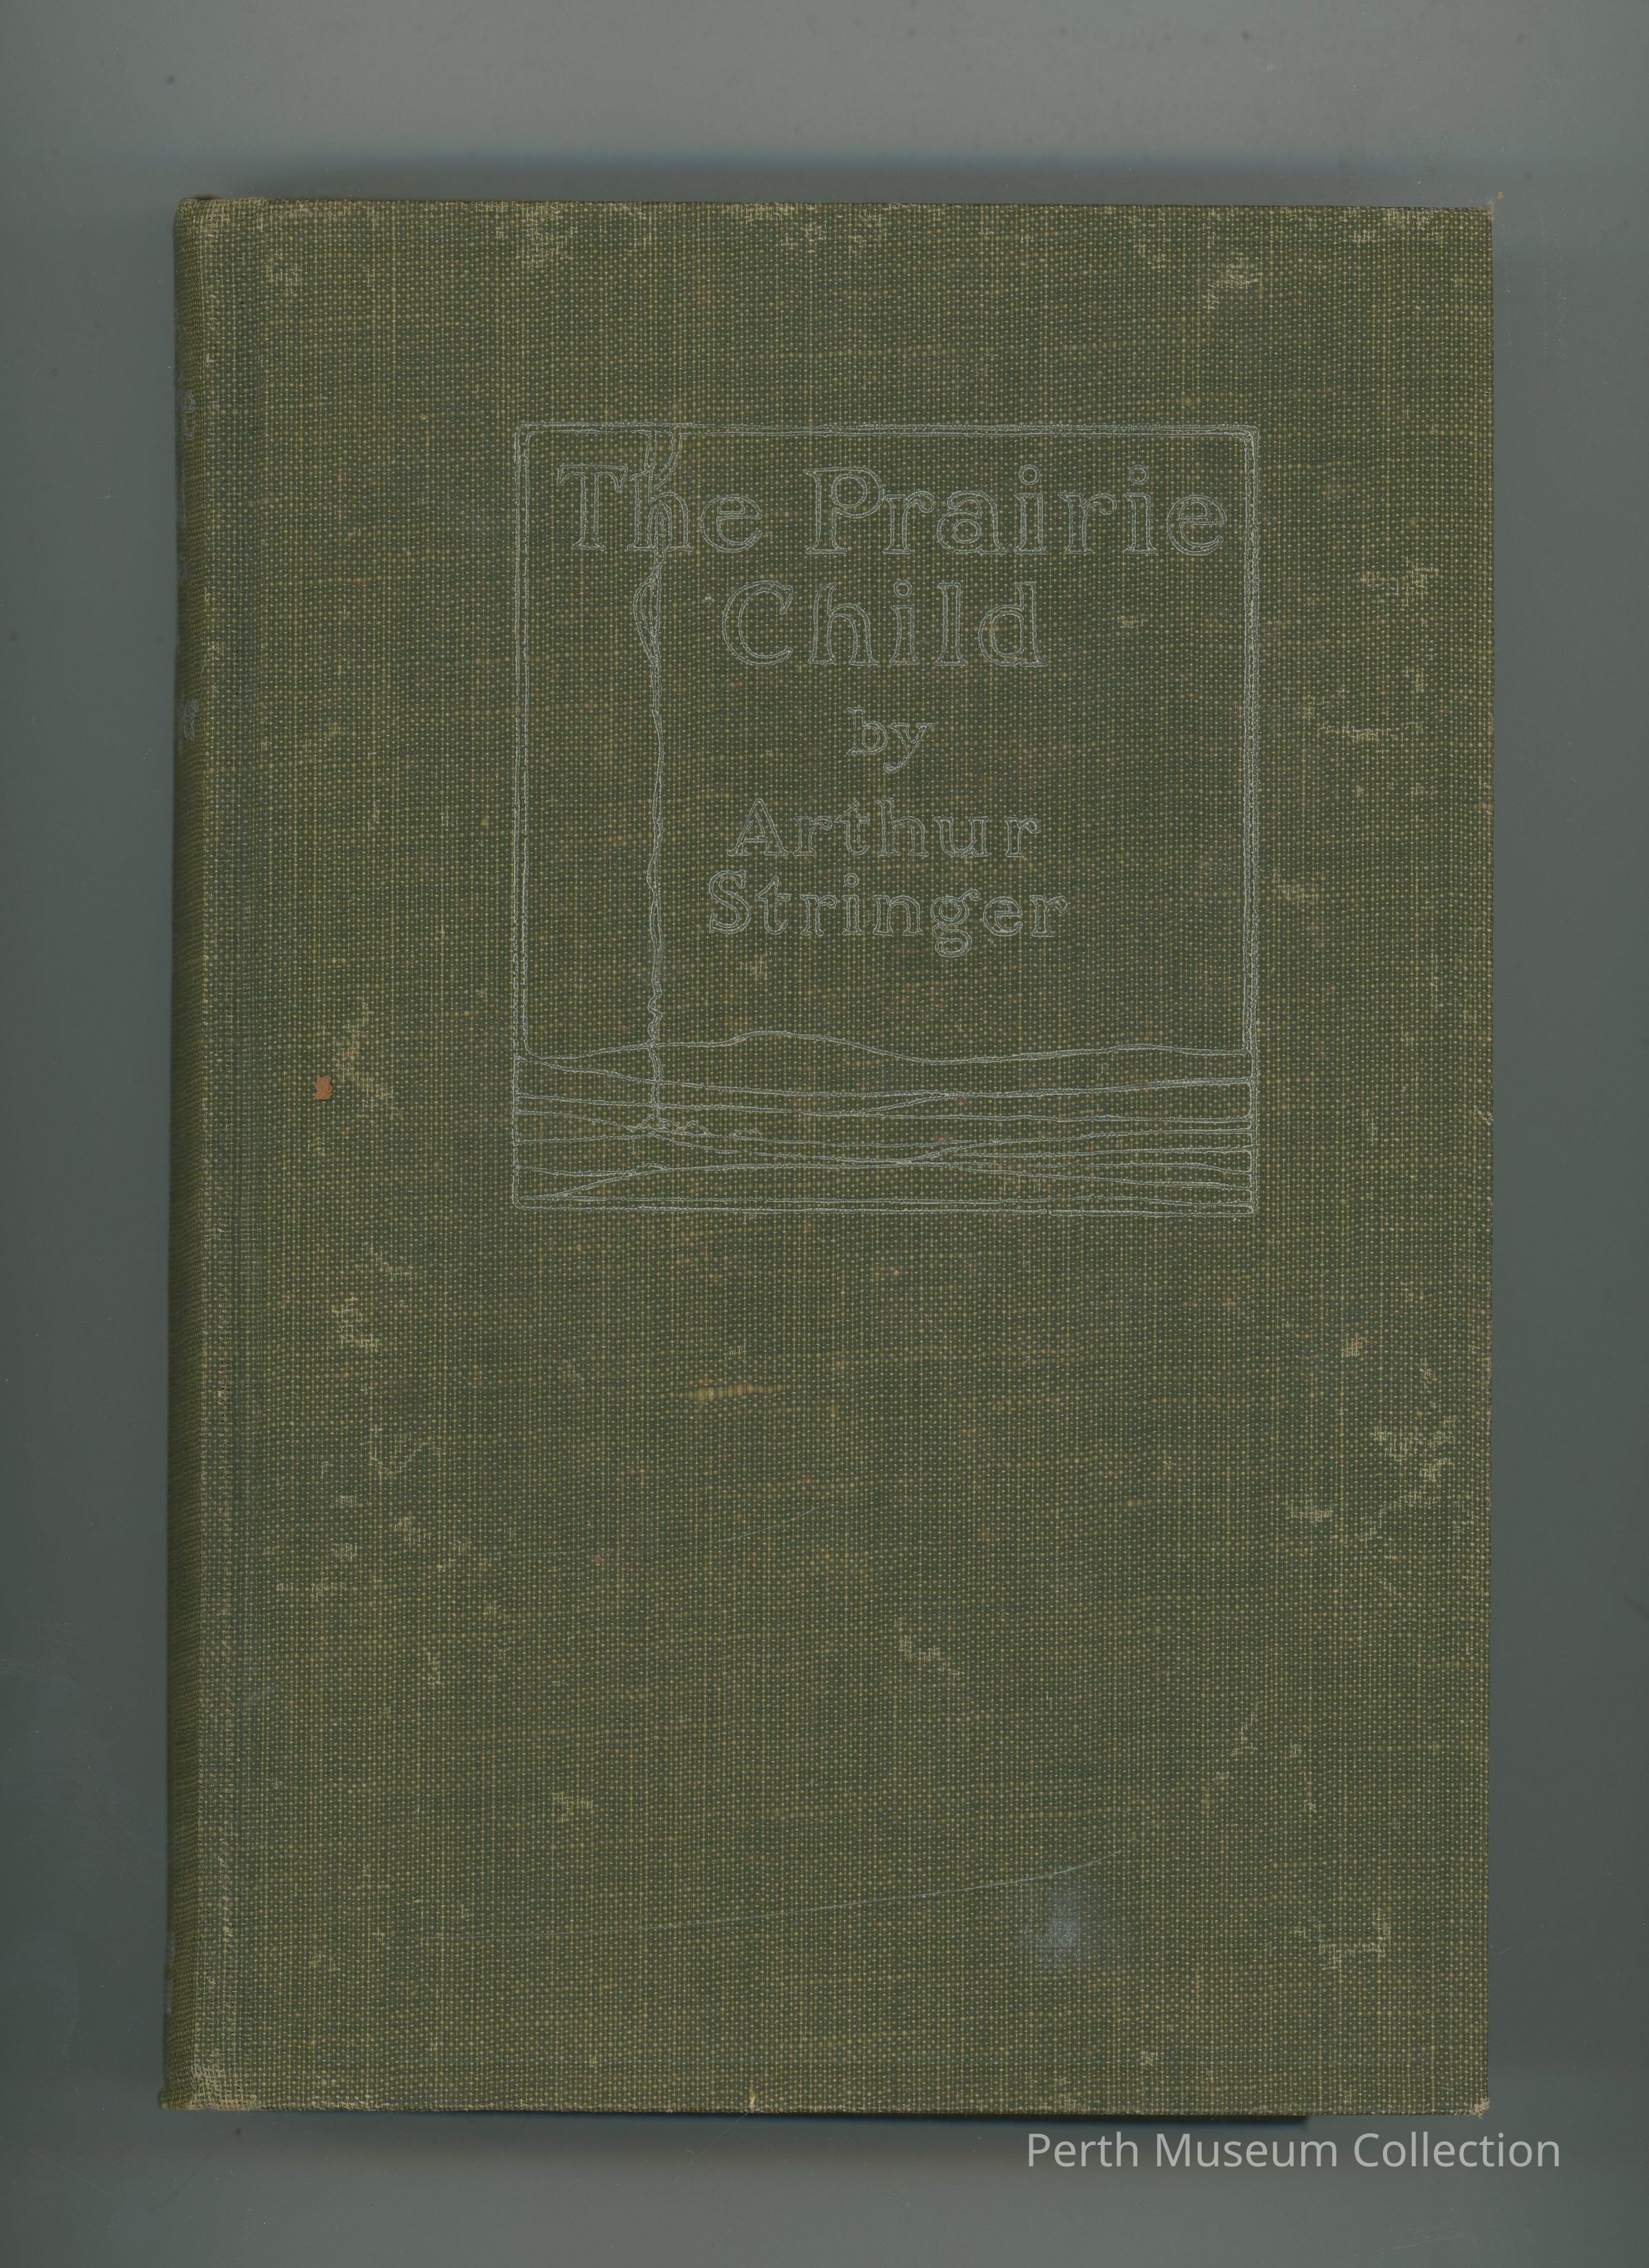 The Prairie
Child
by
Arthur
Stringer
Perth Museum Collection